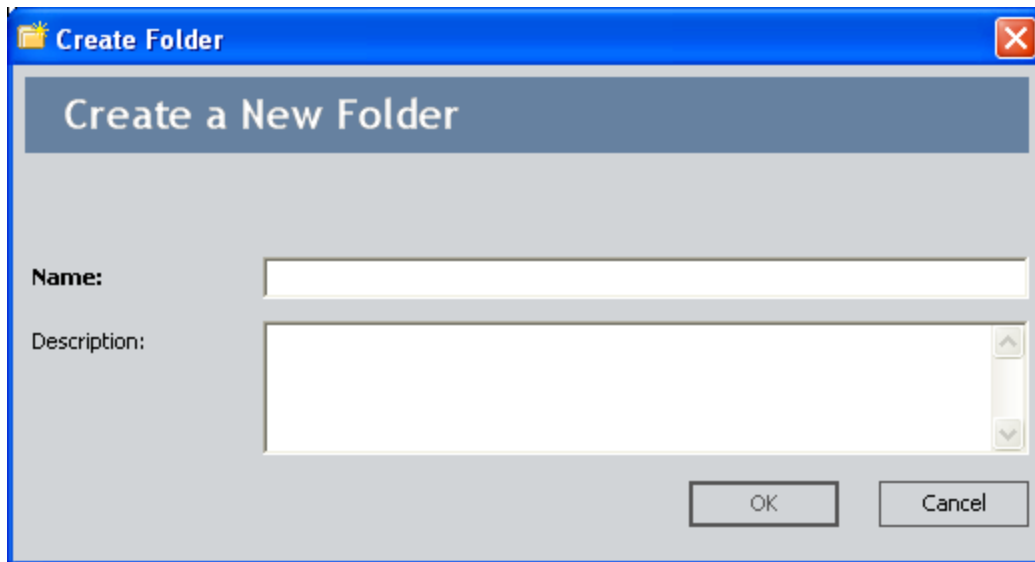 Create Folder
Create a New Folder
Name:
Description:
OK
Cancel